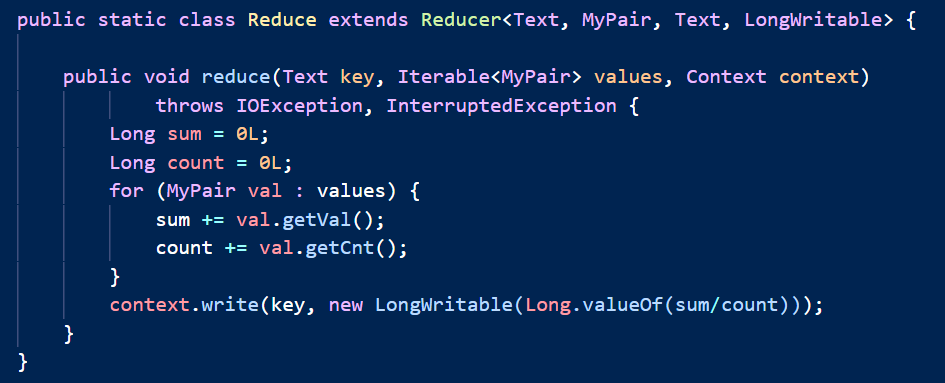 public static class Reduce extends Reducer<Text, MyPair, Text, LongWritable> {
public void reduce(Text key, Iterable<MyPair> values, Context context)
throws IOException, InterruptedException {
Long sum = 0L;
Long count = 0L;
for (MyPair val : values) {
sum += val.getVal();
count += val.getCnt();
}
context.write(key, new LongWritable(Long.valueOf(sum/count)));
}
}